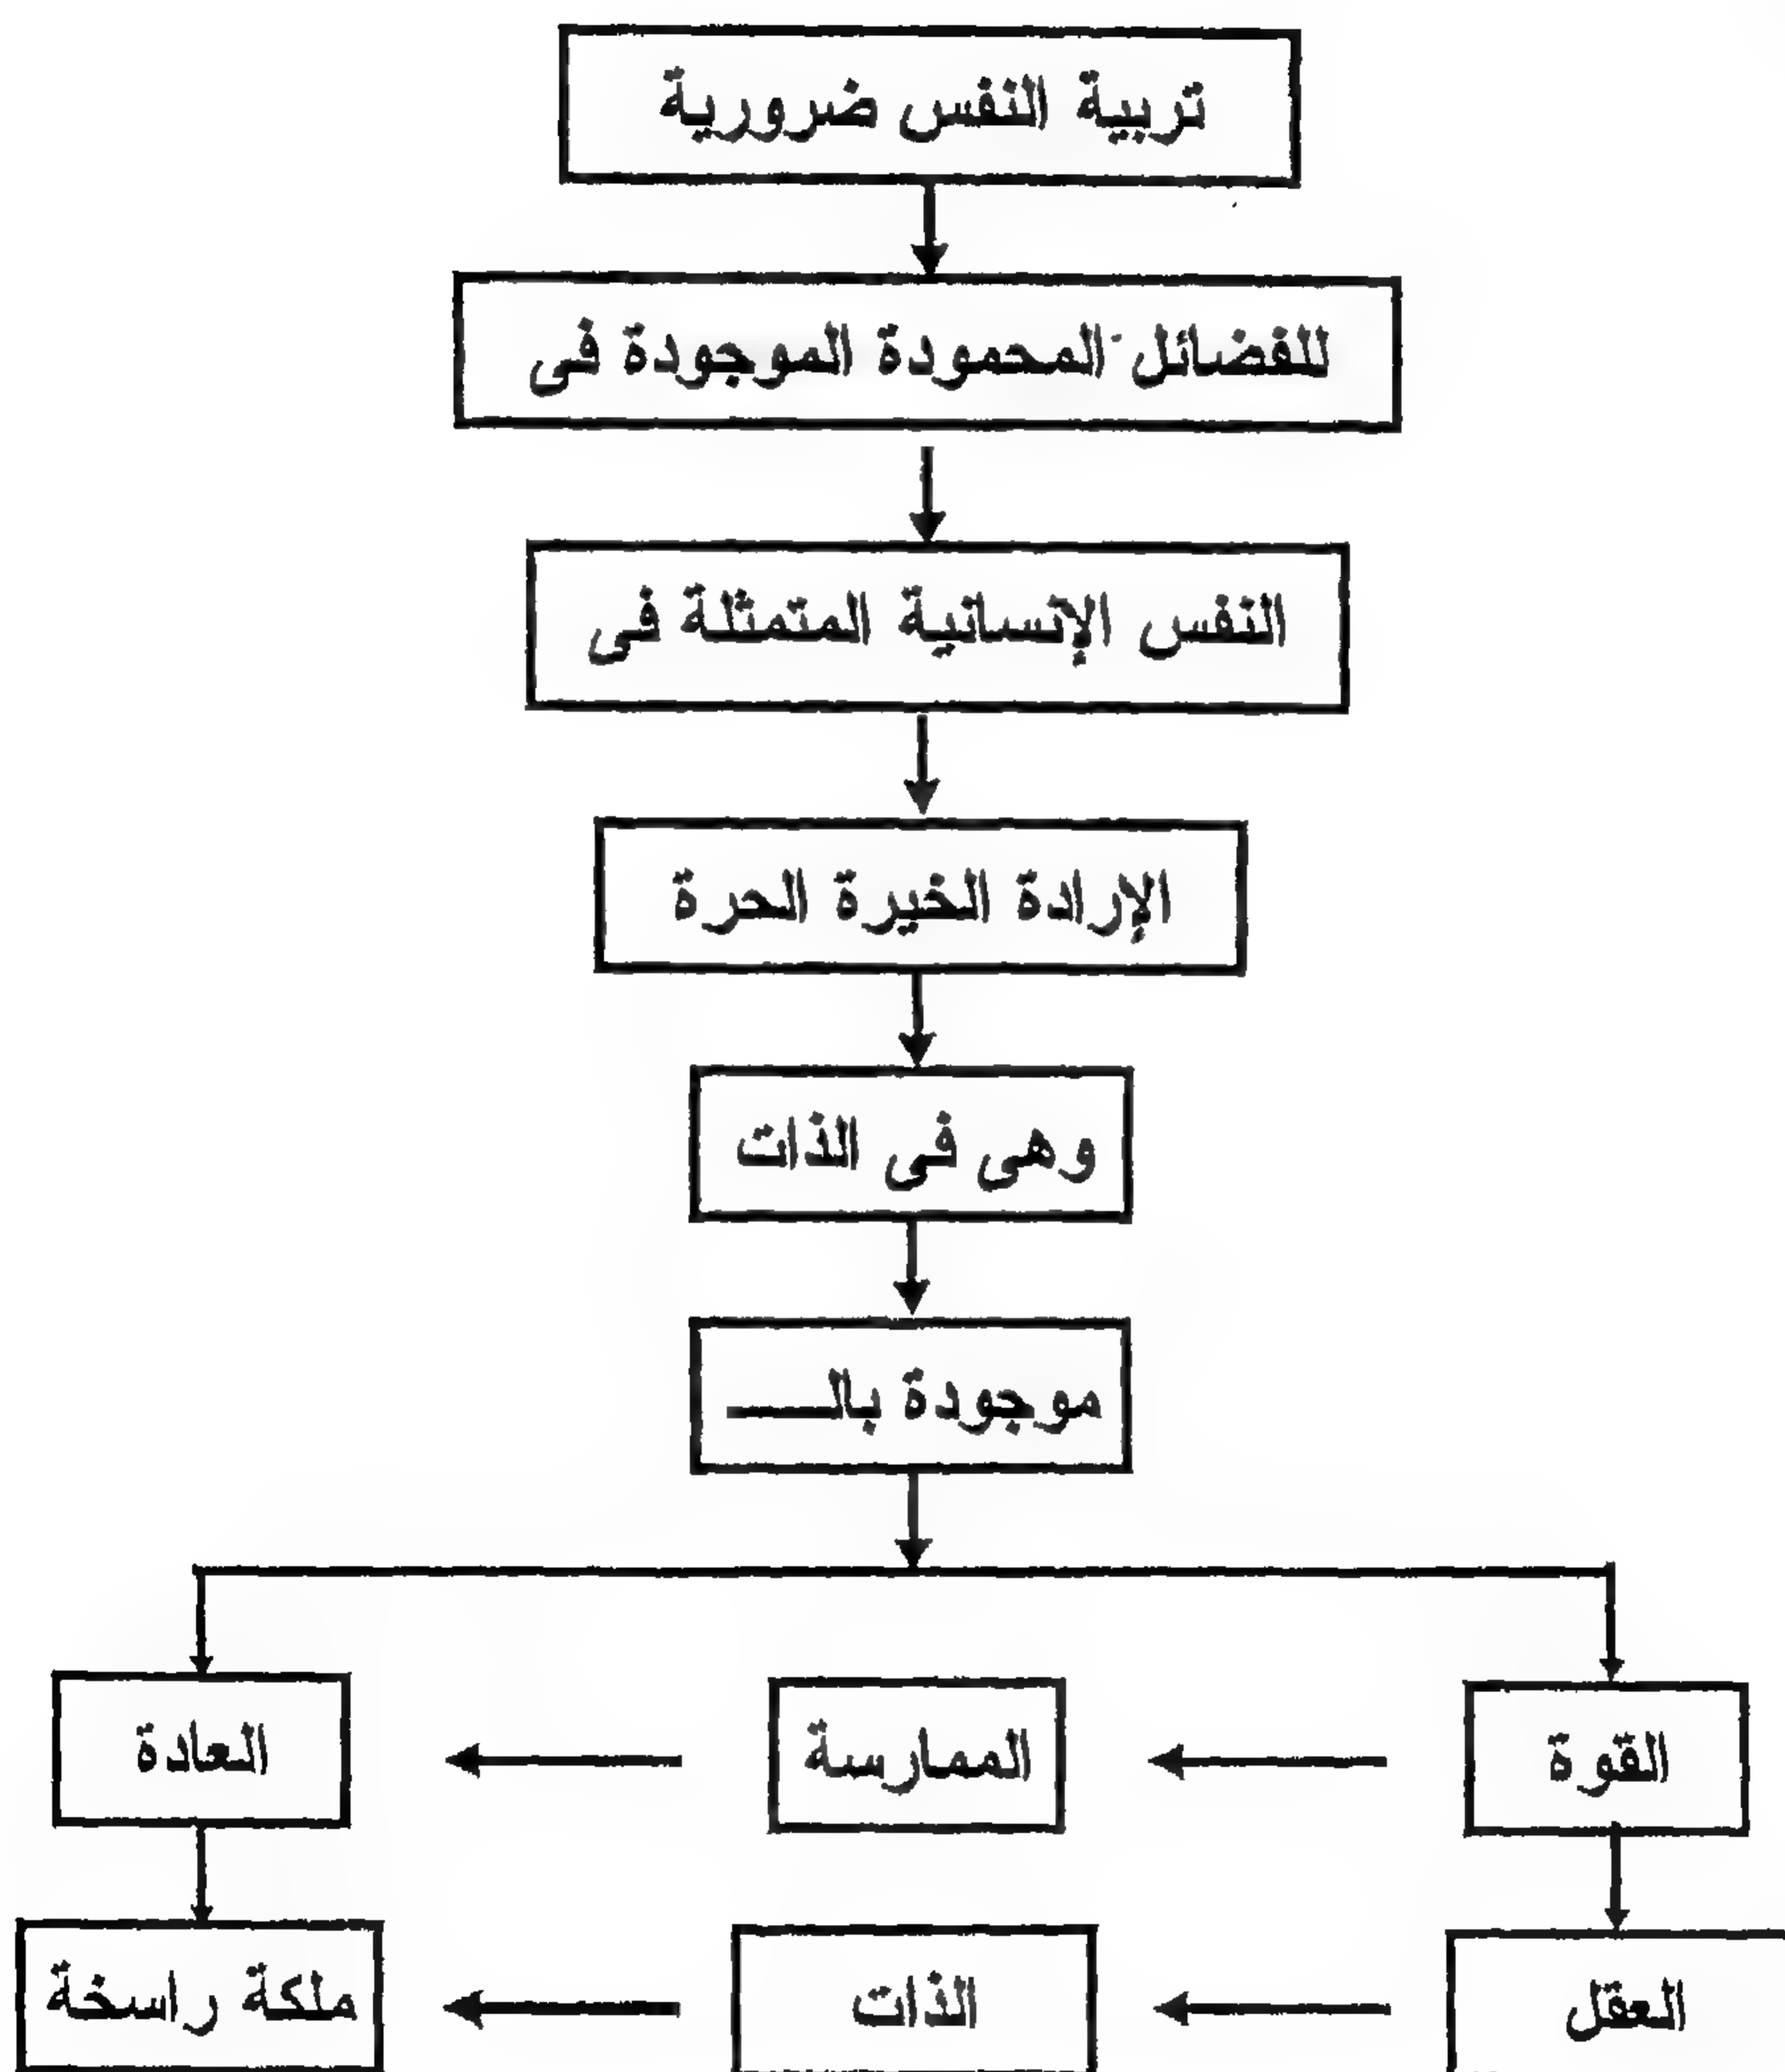 تربية النفس ضرورية
للفضائل المحمودة الموجودة فى
النفس الإنسانية المتمثلة فى
الإرادة الخيرة الحرة
وهى فى الذات
موجودة بالـــــ
القوة
الممارسة
العادة
العقل
الذات
ملكة راسخة